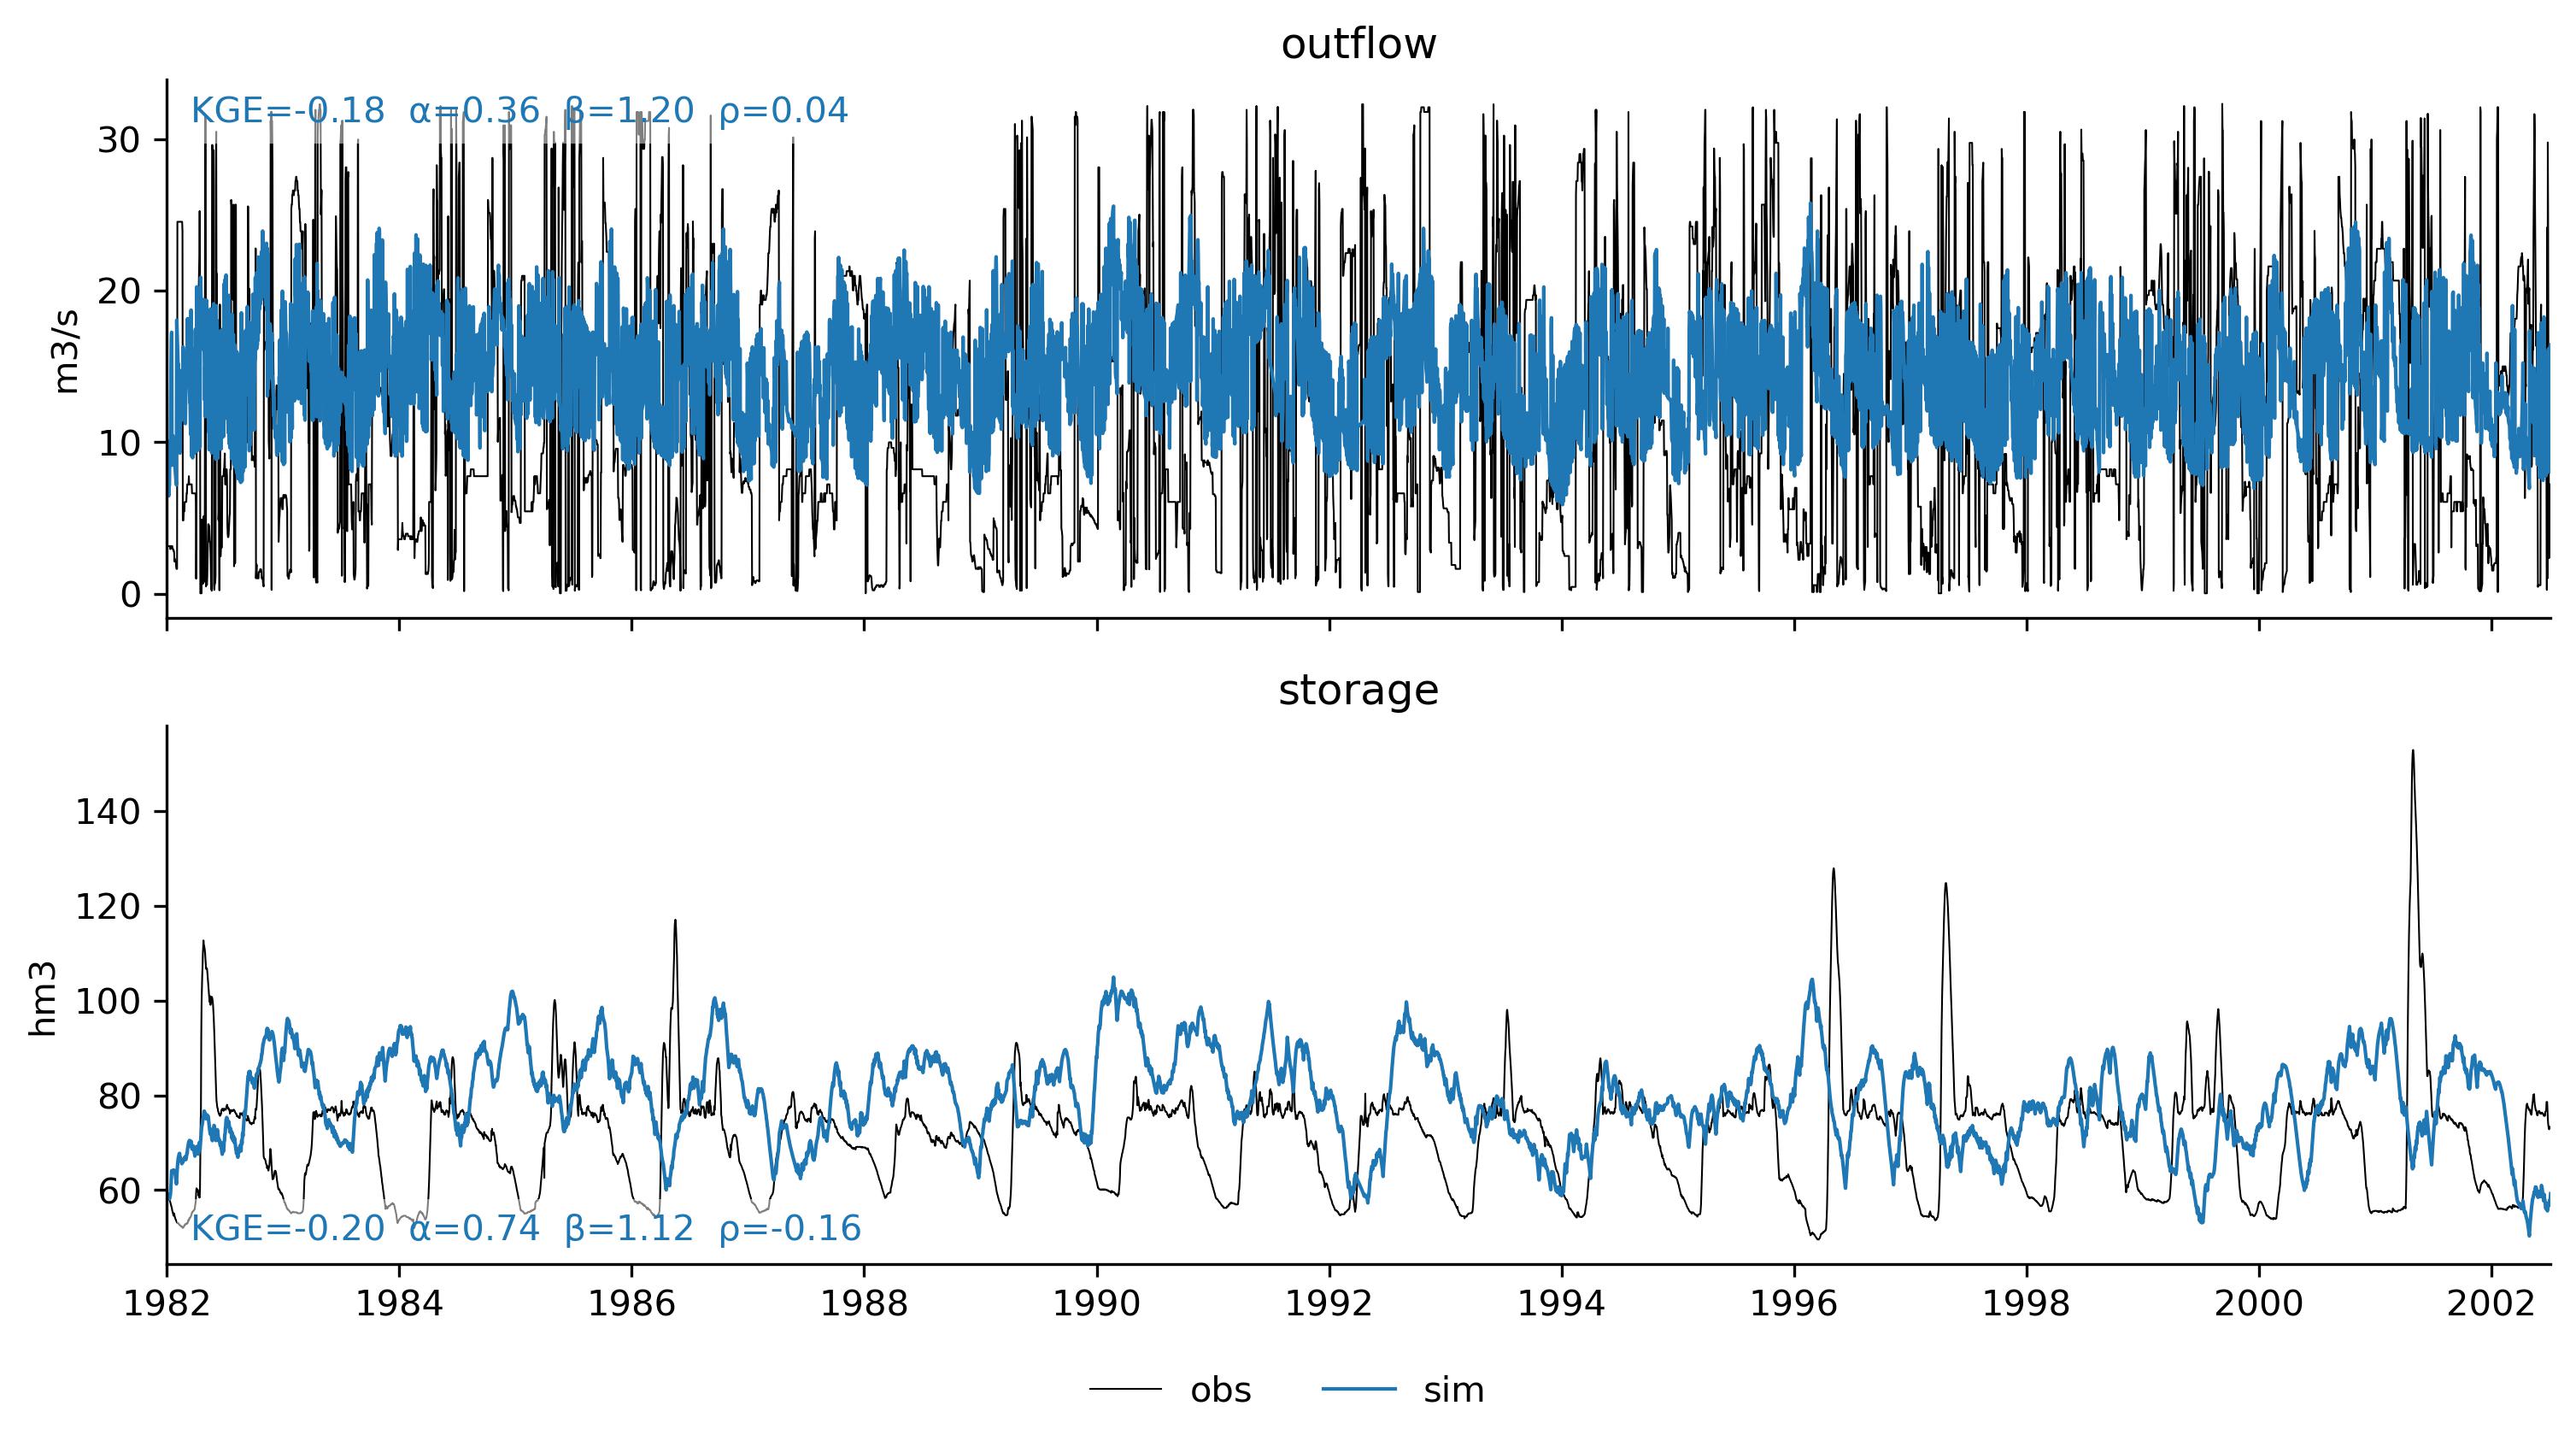 outflow
KGE=-0.18 α=0.36 β=1.20 ρ=0.04
30
20
10
0
m3/s
storage
140
120
100
80
60
hm3
KGE=-0.20 α=0.74 β=1.12 ρ=-0.16
1982 1984 1986 1988 1990 1992 1994 1996 1998 2000 2002
obs sim